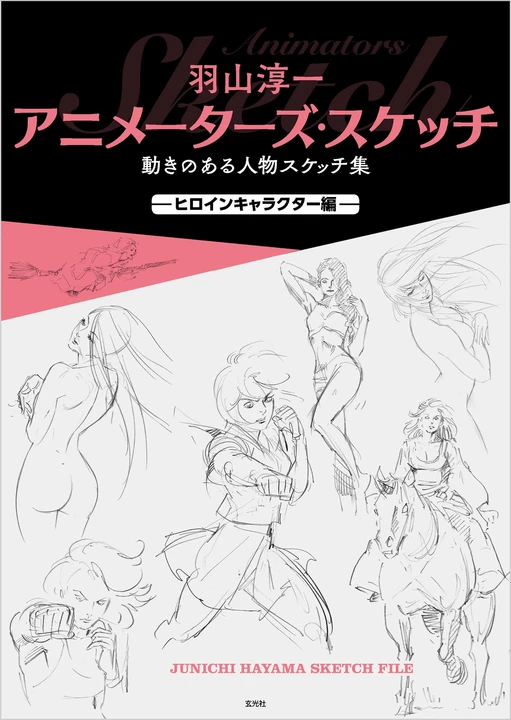 Animators
Sketch
羽山淳一
アニメーターズ・スケッチ
動きのある人物スケッチ集
ヒロインキャラクター編
JUNICHI HAYAMA SKETCH FILE
玄光社